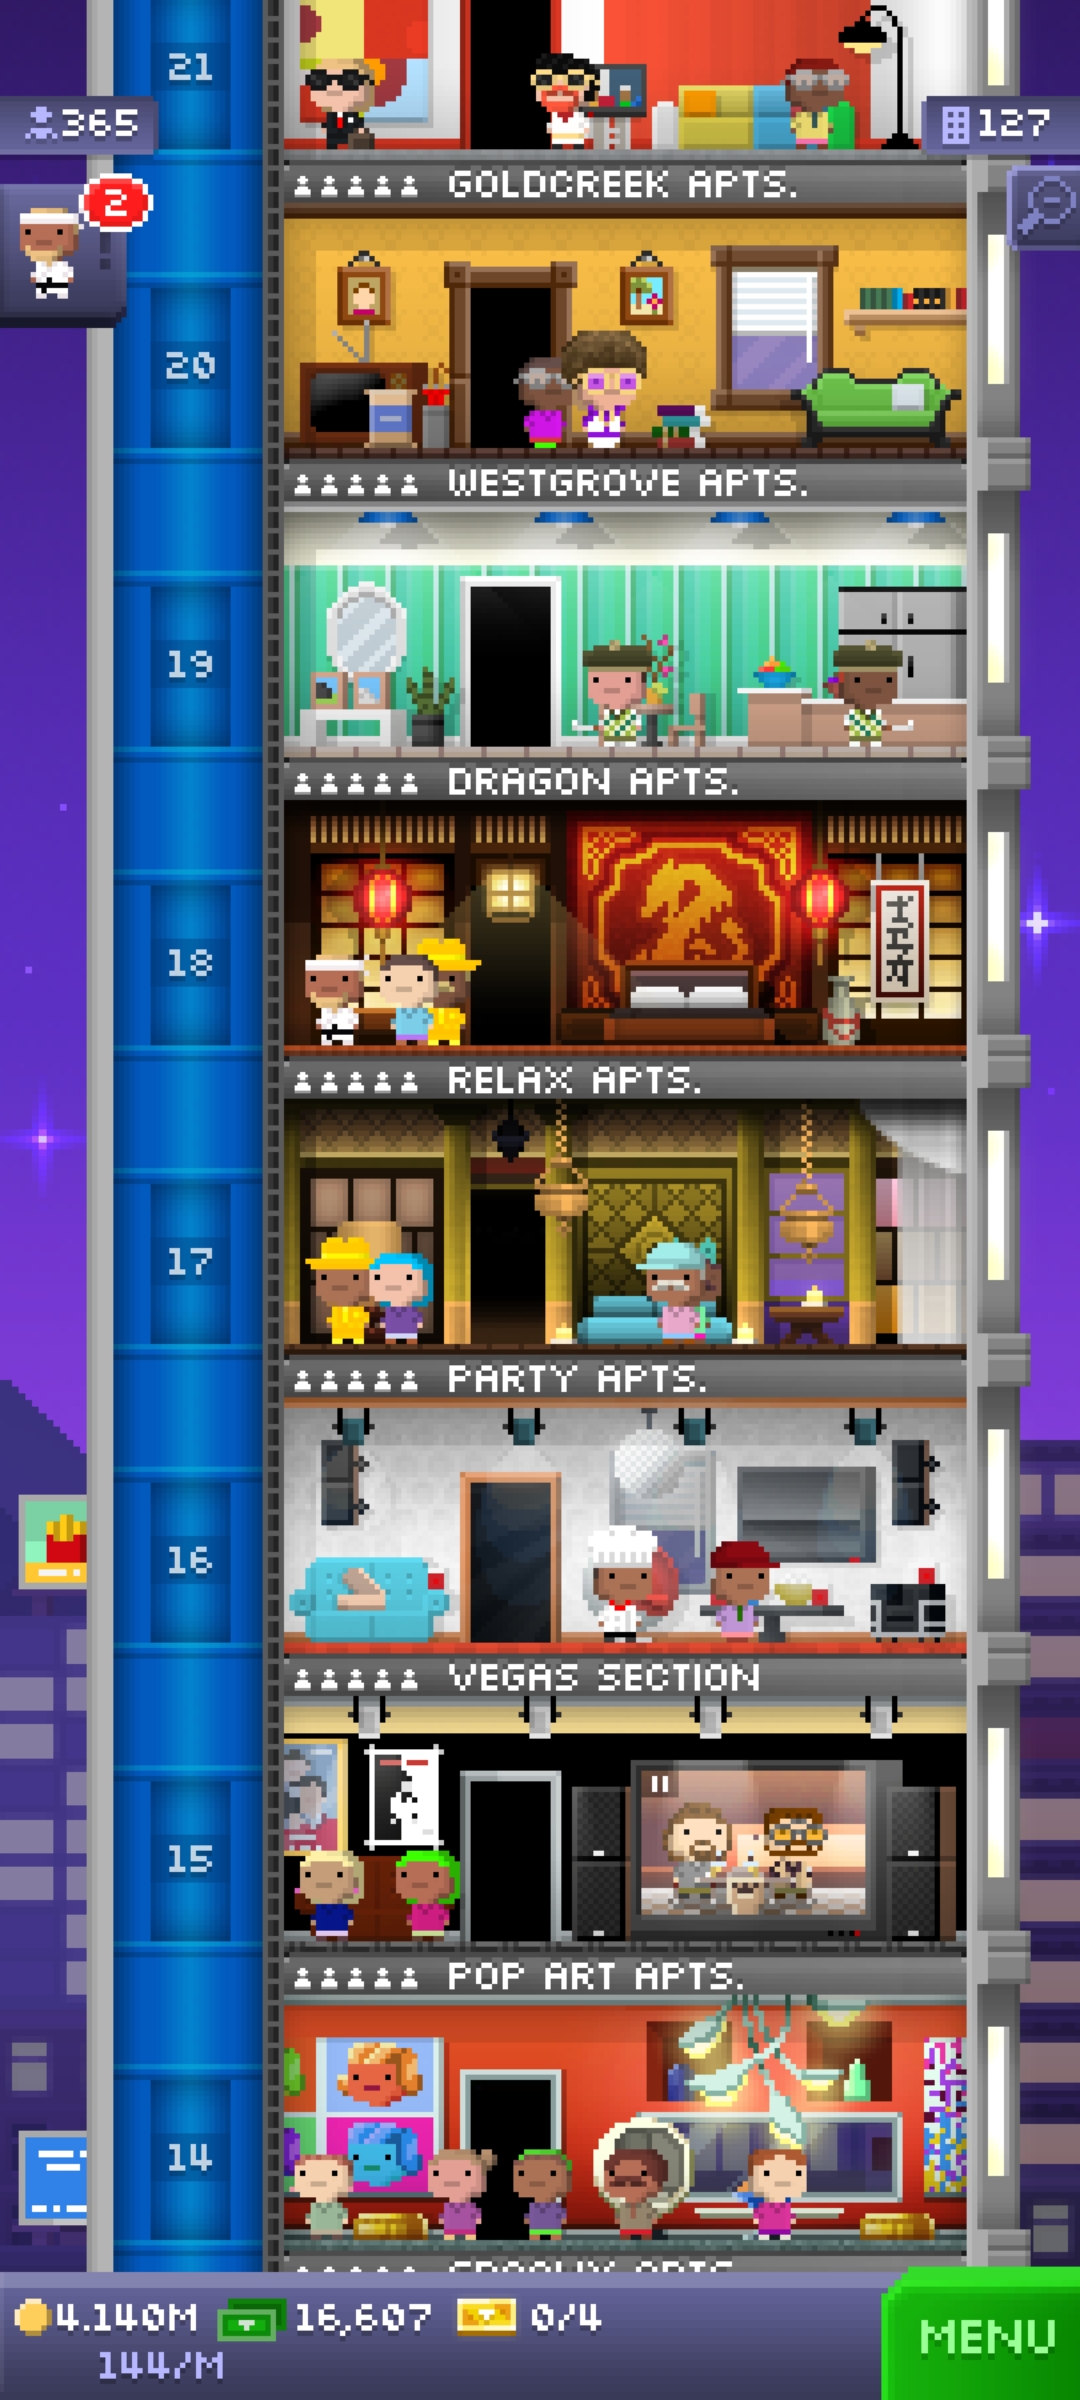 21
365
127
GOLDCREEK APTS.
2
20
WESTGROVE APTS.
19
DRAGON APTS.
18
RELAX APTS.
17
PARTY APTS.
16
VEGAS SECTION
15
POP ART APTS.
14
4.140M 16,607 0/4
MENU
144/M